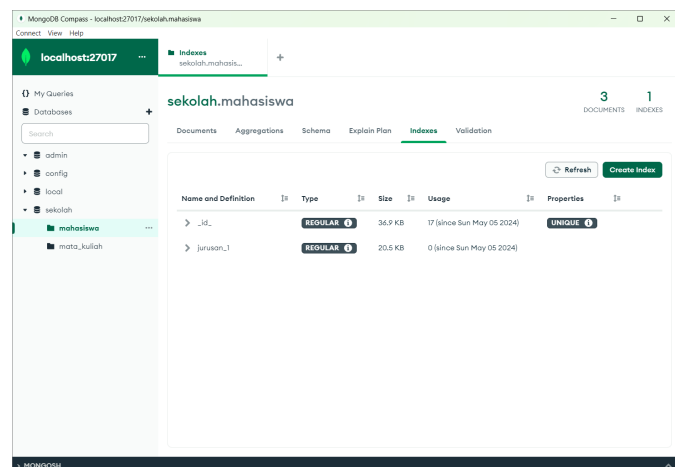 MongoDB Compass - localhost:27017/sekolah.mahasiswa
Connect View Help
localhost:27017 ...
Indexes
sekolah.mahasis...
+
{} My Queries
Databases +
Search
admin
config
local
sekolah
mahasiswa ...
mata_kuliah
sekolah.mahasiswa
3 1
DOCUMENTS INDEXES
Documents Aggregations Schema Explain Plan Indexes Validation
Refresh Create Index
Name and Definition Type Size Usage Properties
_id_ REGULAR 36.9 KB 17 (since Sun May 05 2024) UNIQUE
jurusan_1 REGULAR 20.5 KB 0 (since Sun May 05 2024)
>MONGOSH